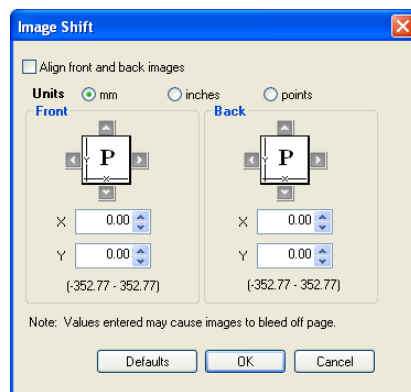 Image Shift
Align front and back images
Units mm inches points
Front Back
P P
X 0.00 X 0.00
Y 0.00 Y 0.00
(-352.77 - 352.77) (-352.77 - 352.77)
Note: Values entered may cause images to bleed off page.
Defaults OK Cancel